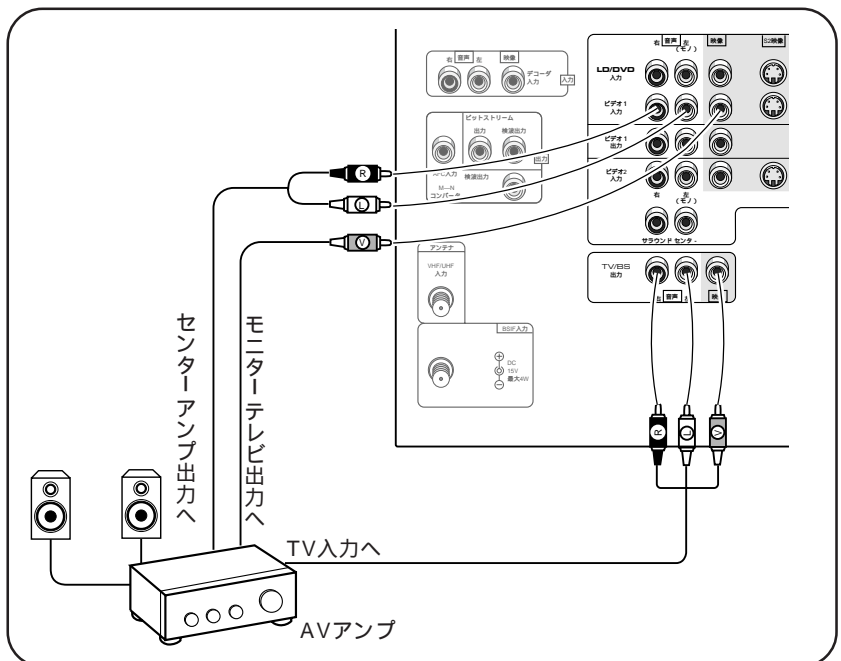 右 音声 左
(モノ)
映像
S2映像
LD/DVD
入力
ビデオ1
入力
ビデオ1
出力
ビデオ2
入力
右
左
(モノ)
サラウンド センター
TV/BS
出力
右 音声
右 音声 左
映像
デコーダ
入力
入力
ビットストリーム
出力
検波出力
出力
入力
検波出力
M—N
コンバータ
アンテナ
VHF/UHF
入力
BSIF入力
DC
15V
最大4W
R
L
V
R
L
V
センターアンプ出力へ
モニターテレビ出力へ
TV入力へ
AVアンプ